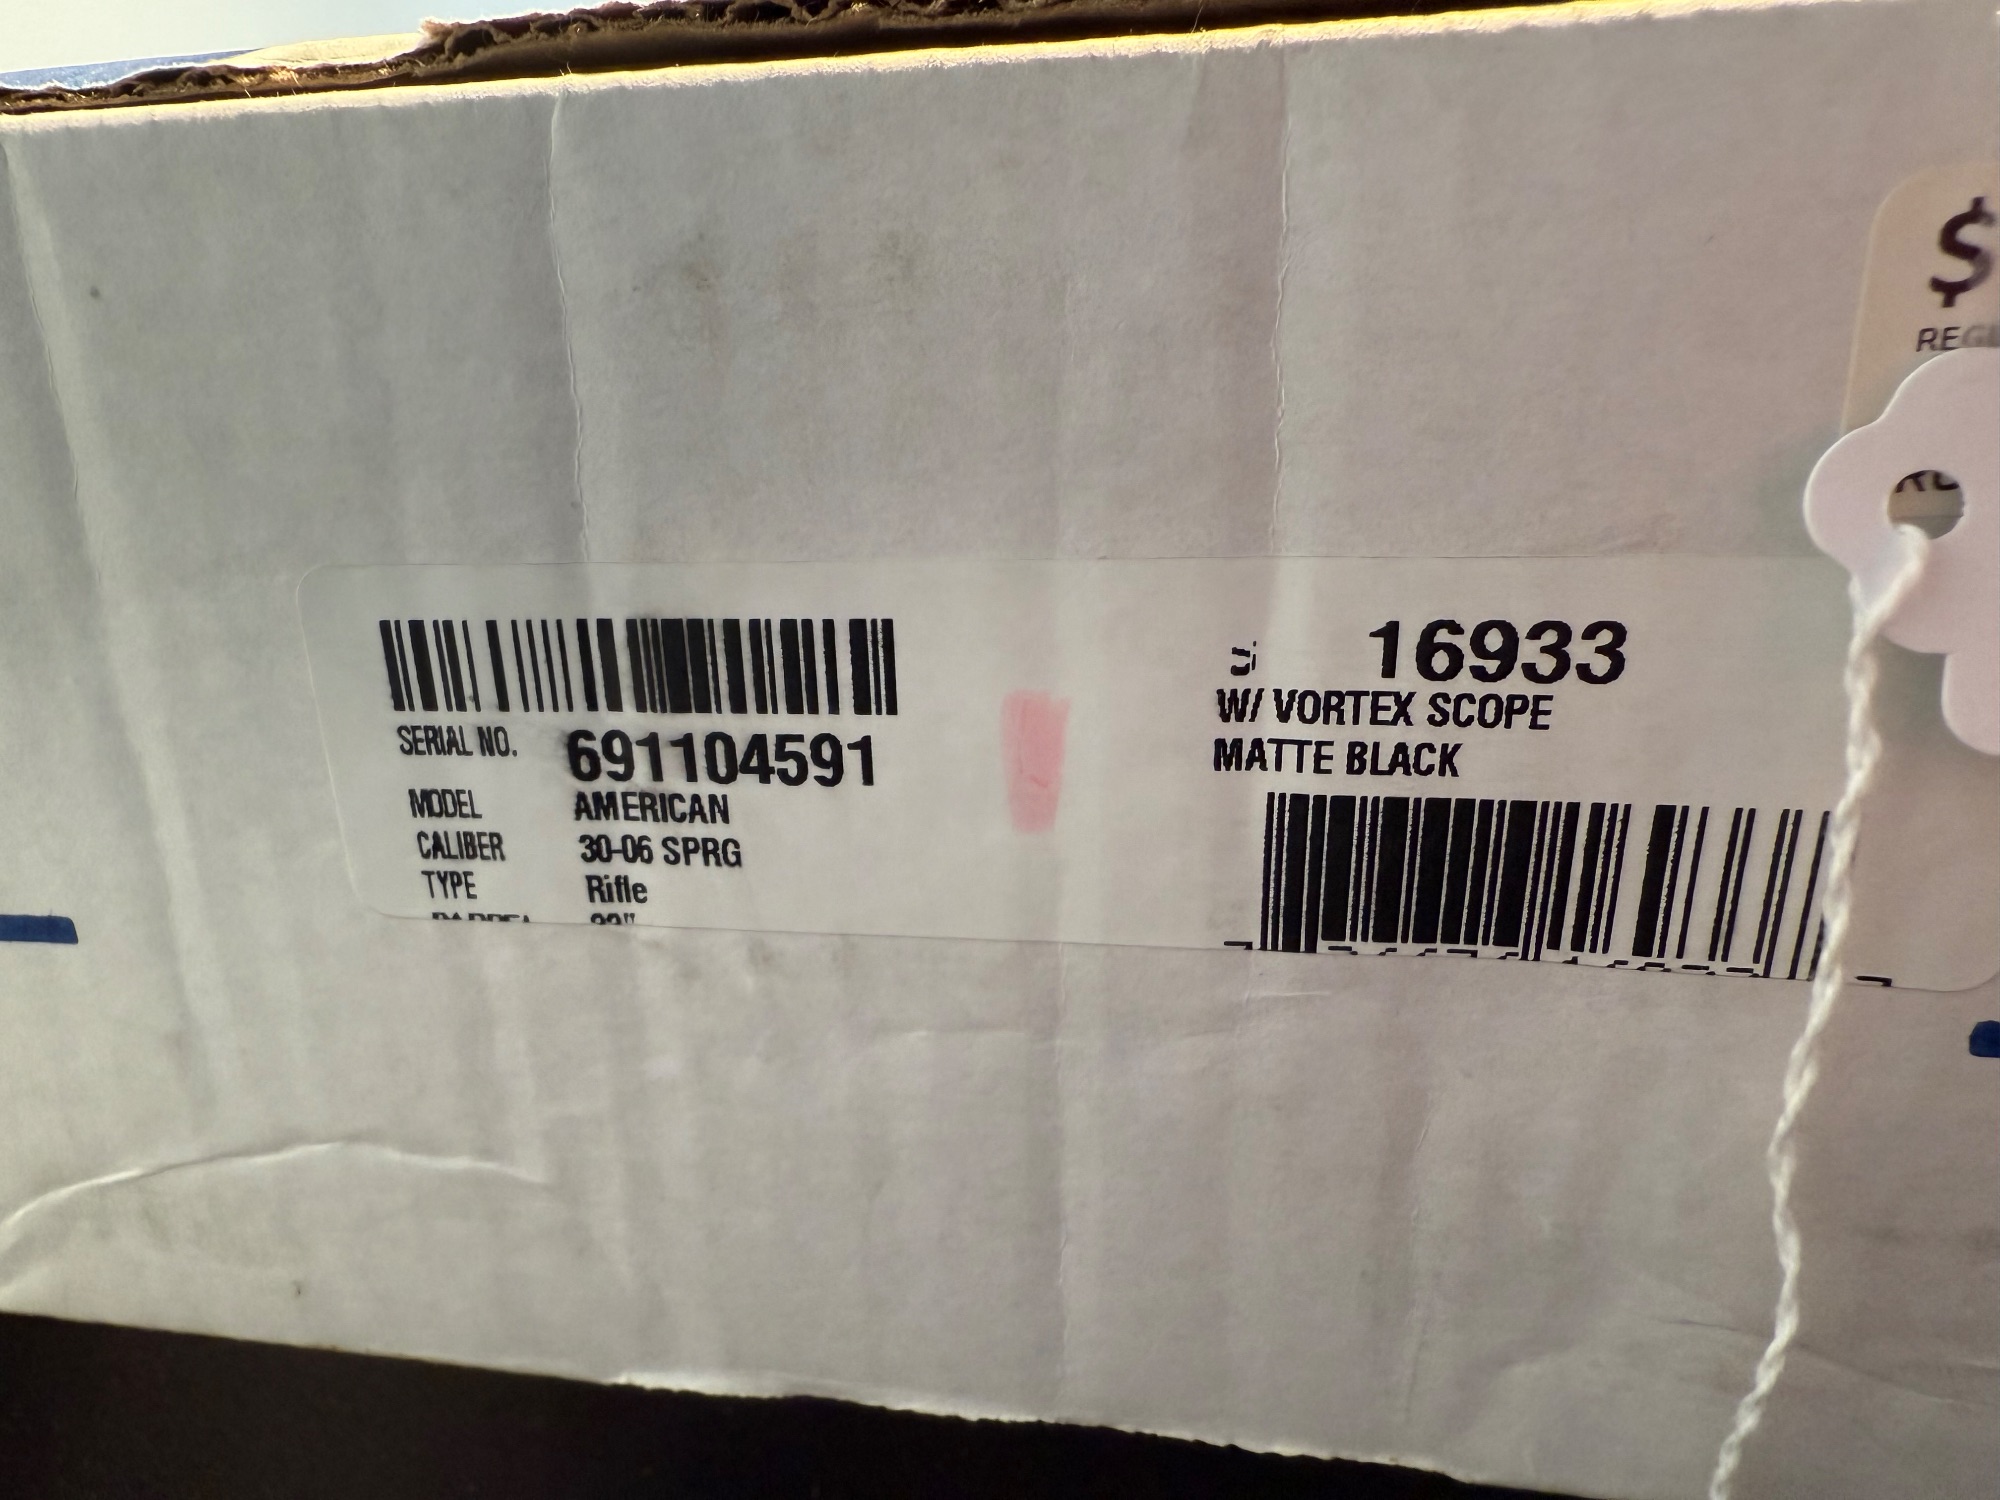 $
SERIAL NO. 691104591
MODEL AMERICAN
CALIBER 30-06 SPRG
TYPE Rifle
16933
W/ VORTEX SCOPE
MATTE BLACK